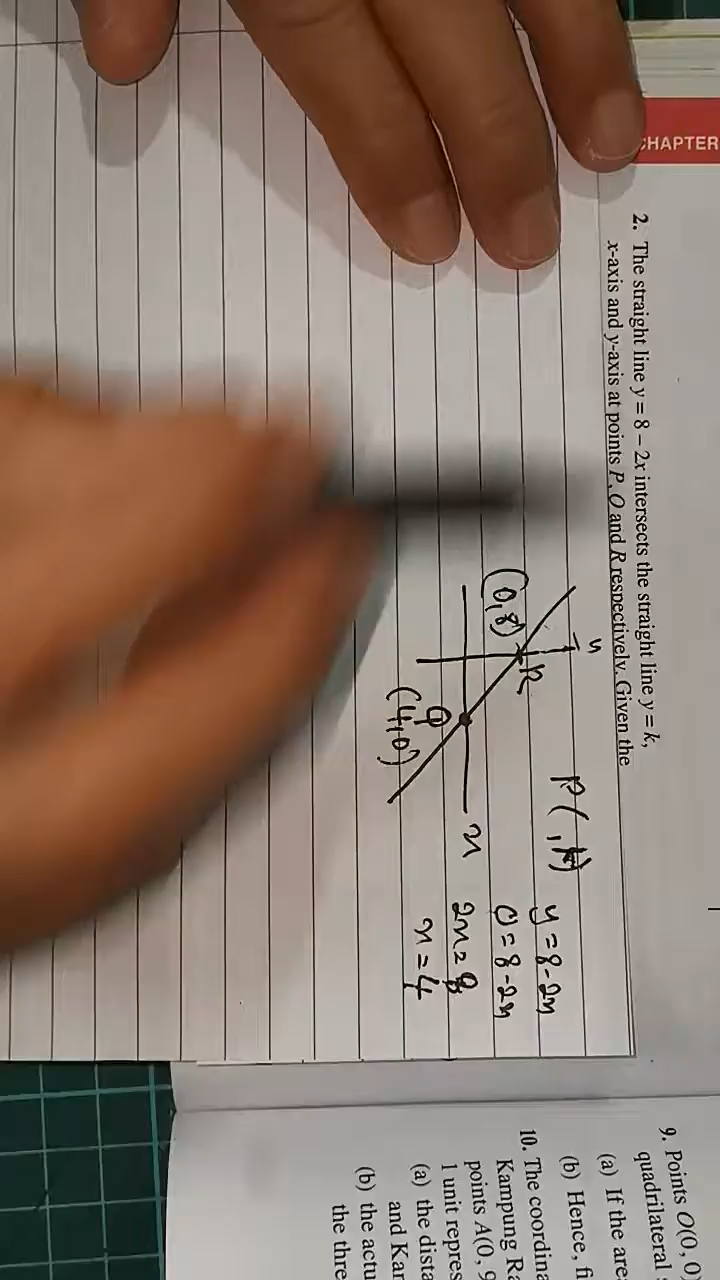 CHAPTER
2. The straight line y = 8 – 2x intersects the straight line y = k,
x-axis and y-axis at points P, Q and R respectively. Given the
y
R
(0,8)
Q
(4,0)
x
P( , k)
y = 8 - 2x
0 = 8 - 2x
2x = 8
x = 4
9. Points O(0, 0)
quadrilateral
(a) If the are
(b) Hence, fi
10. The coordina
Kampung Ra
points A(0, 9
1 unit repres
(a) the dista
and Kar
(b) the actu
the thre